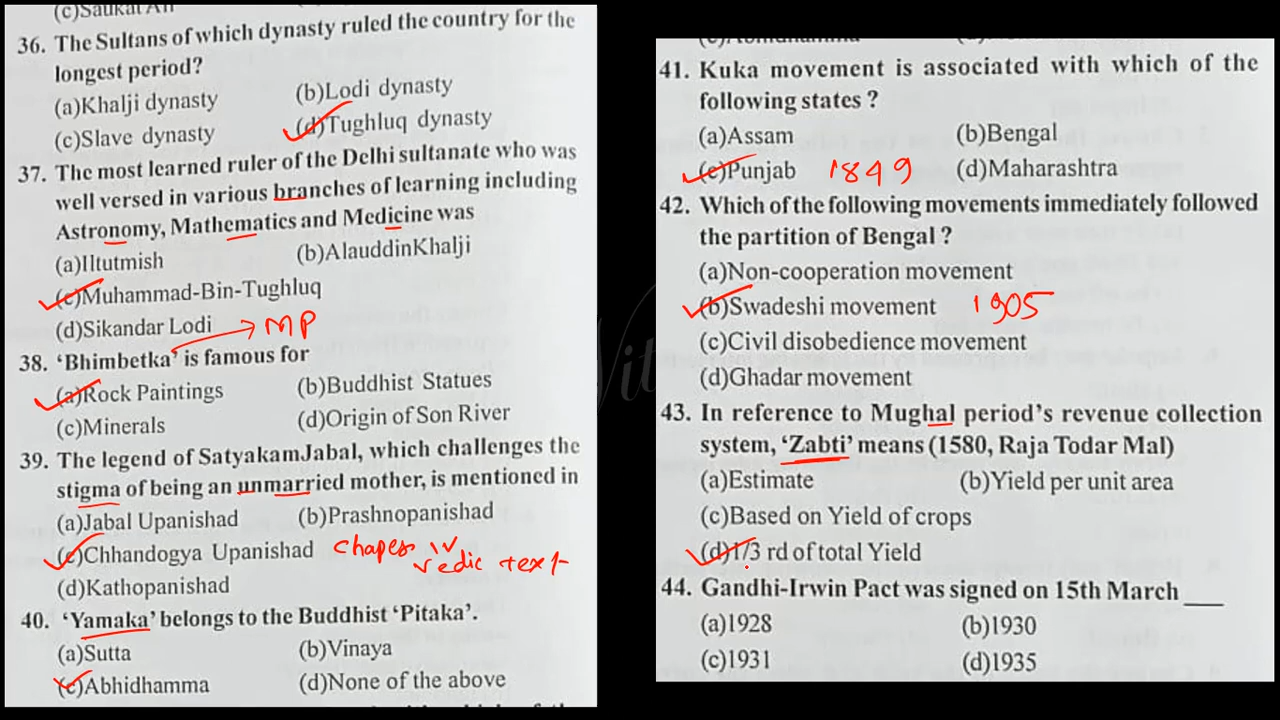 (c)Saukat Ali
36. The Sultans of which dynasty ruled the country for the
longest period?
(a)Khalji dynasty (b)Lodi dynasty
(c)Slave dynasty (d)Tughluq dynasty
37. The most learned ruler of the Delhi sultanate who was
well versed in various branches of learning including
Astronomy, Mathematics and Medicine was
(a)Iltutmish (b)AlauddinKhalji
(c)Muhammad-Bin-Tughluq
(d)Sikandar Lodi MP
38. ‘Bhimbetka’ is famous for
(a)Rock Paintings (b)Buddhist Statues
(c)Minerals (d)Origin of Son River
39. The legend of SatyakamJabal, which challenges the
stigma of being an unmarried mother, is mentioned in
(a)Jabal Upanishad (b)Prashnopanishad
(c)Chhandogya Upanishad chapes IV
vedic text
(d)Kathopanishad
40. ‘Yamaka’ belongs to the Buddhist ‘Pitaka’.
(a)Sutta (b)Vinaya
(c)Abhidhamma (d)None of the above
41. Kuka movement is associated with which of the
following states ?
(a)Assam (b)Bengal
(c)Punjab 1849 (d)Maharashtra
42. Which of the following movements immediately followed
the partition of Bengal ?
(a)Non-cooperation movement
(b)Swadeshi movement 1905
(c)Civil disobedience movement
(d)Ghadar movement
43. In reference to Mughal period’s revenue collection
system, ‘Zabti’ means (1580, Raja Todar Mal)
(a)Estimate (b)Yield per unit area
(c)Based on Yield of crops
(d)1/3 rd of total Yield
44. Gandhi-Irwin Pact was signed on 15th March ___
(a)1928 (b)1930
(c)1931 (d)1935